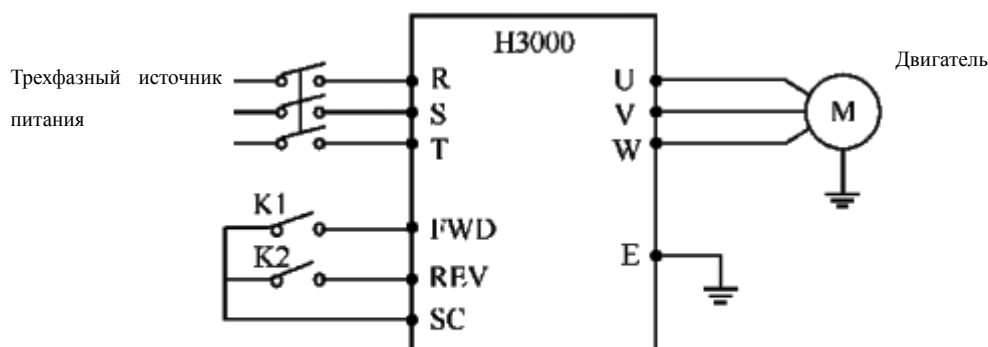 H3000
Трехфазный источник
питания
Двигатель
R
S
T
U
V
W
M
K1
FWD
K2
REV
SC
E